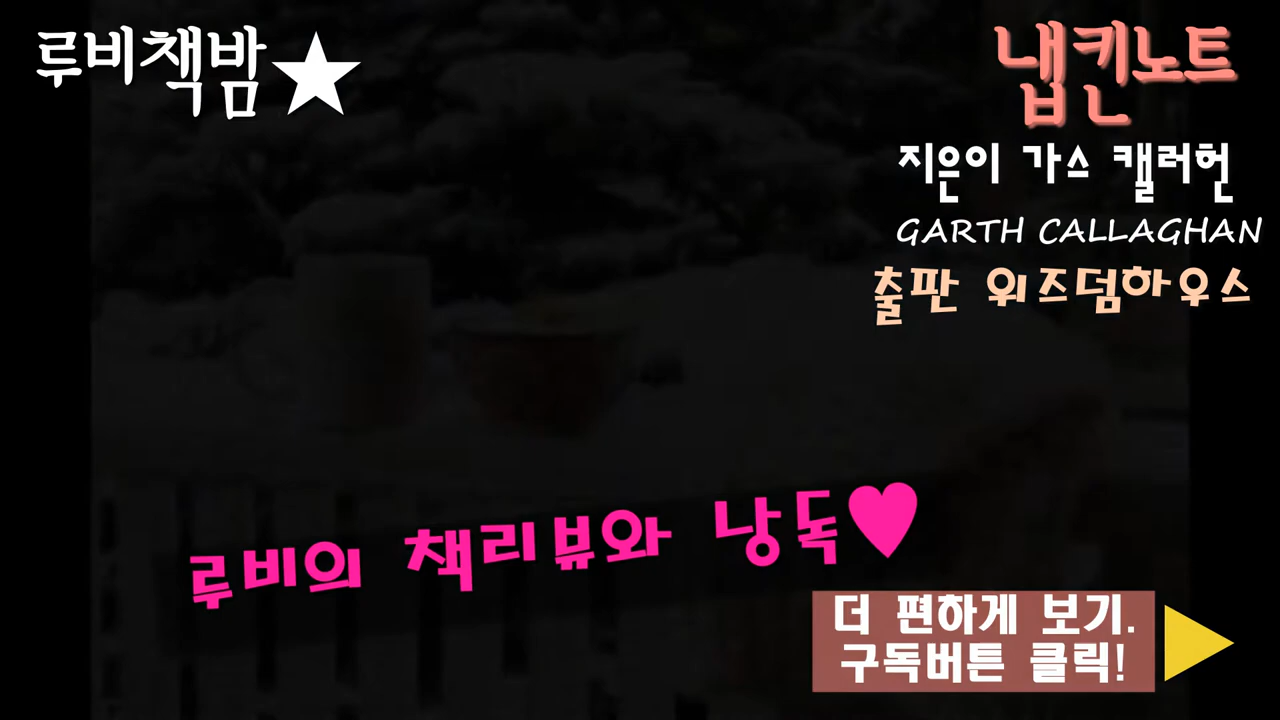 루비책밤★
냅킨노트
지은이 가스 캘러헌
GARTH CALLAGHAN
출판 위즈덤하우스
루비의 책리뷰와 낭독♥
더 편하게 보기.
구독버튼 클릭!